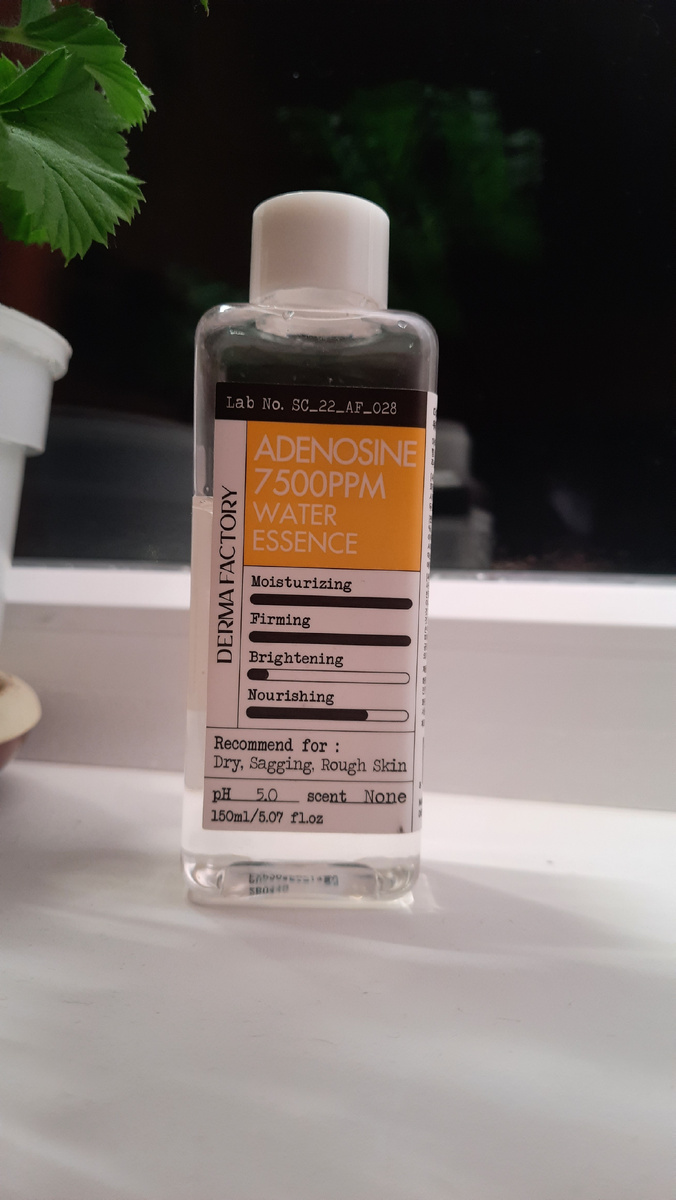 Lab No. SC_22_AF_028
DERMA FACTORY
ADENOSINE
7500PPM
WATER
ESSENCE
Moisturizing
Firming
Brightening
Nourishing
Recommend for :
Dry, Sagging, Rough Skin
pH 5.0 scent None
150ml/5.07 fl.oz